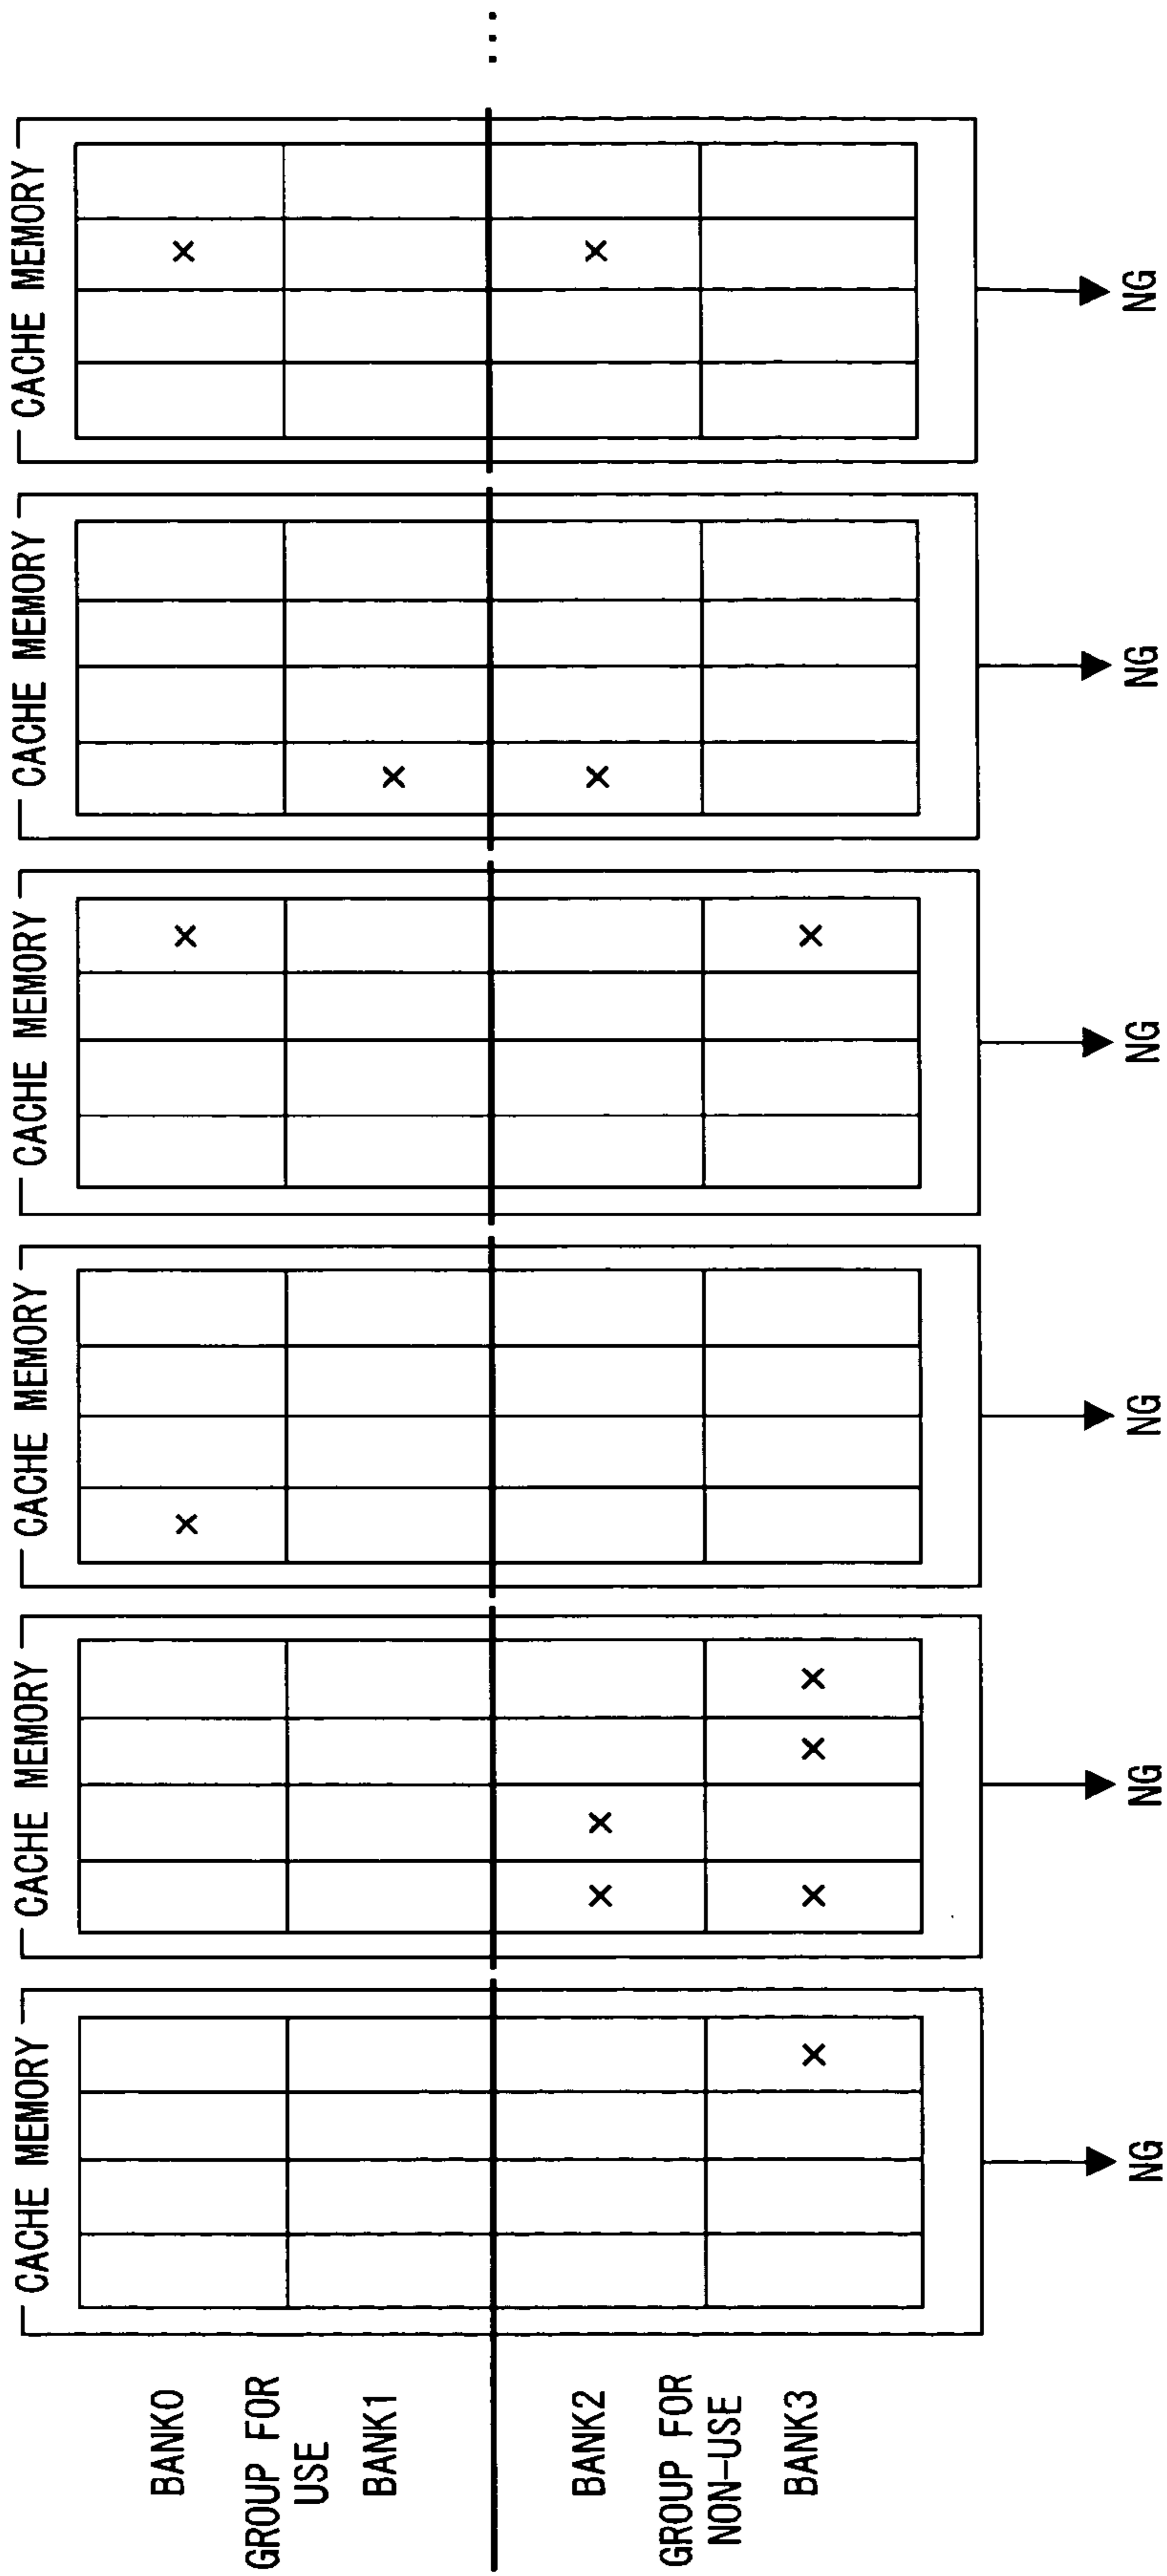 CACHE MEMORY
CACHE MEMORY
CACHE MEMORY
CACHE MEMORY
CACHE MEMORY
CACHE MEMORY
BANK0
GROUP FOR
USE
BANK1
...
BANK2
GROUP FOR
NON-USE
BANK3
NG
NG
NG
NG
NG
NG